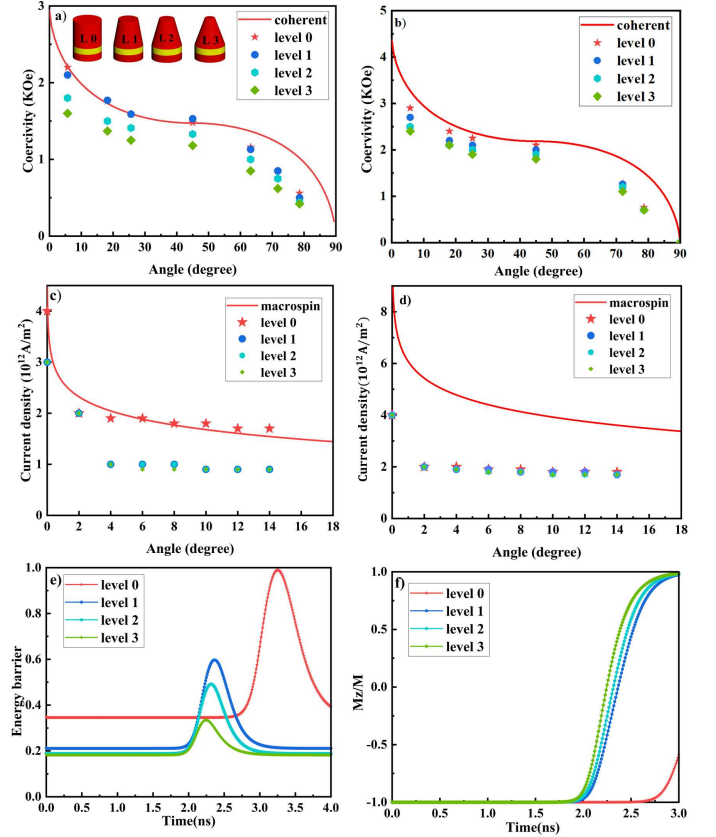 a)
L 0 L 1 L 2 L 3
coherent
level 0
level 1
level 2
level 3
3
2
1
0
Coervivity (KOe)
0 10 20 30 40 50 60 70 80 90
Angle (degree)
b)
coherent
level 0
level 1
level 2
level 3
5
4
3
2
1
0
Coervivity (KOe)
0 10 20 30 40 50 60 70 80 90
Angle (degree)
c)
macrospin
level 0
level 1
level 2
level 3
4
3
2
1
0
Current density (10¹²A/m²)
0 2 4 6 8 10 12 14 16 18
Angle (degree)
d)
macrospin
level 0
level 1
level 2
level 3
8
6
4
2
0
Current density(10¹²A/m²)
0 2 4 6 8 10 12 14 16 18
Angle (degree)
e)
level 0
level 1
level 2
level 3
1.0
0.8
0.6
0.4
0.2
0.0
Energy barrier
0.0 0.5 1.0 1.5 2.0 2.5 3.0 3.5 4.0
Time(ns)
f)
level 0
level 1
level 2
level 3
1.0
0.5
0.0
-0.5
-1.0
Mz/M
0.0 0.5 1.0 1.5 2.0 2.5 3.0
Time(ns)